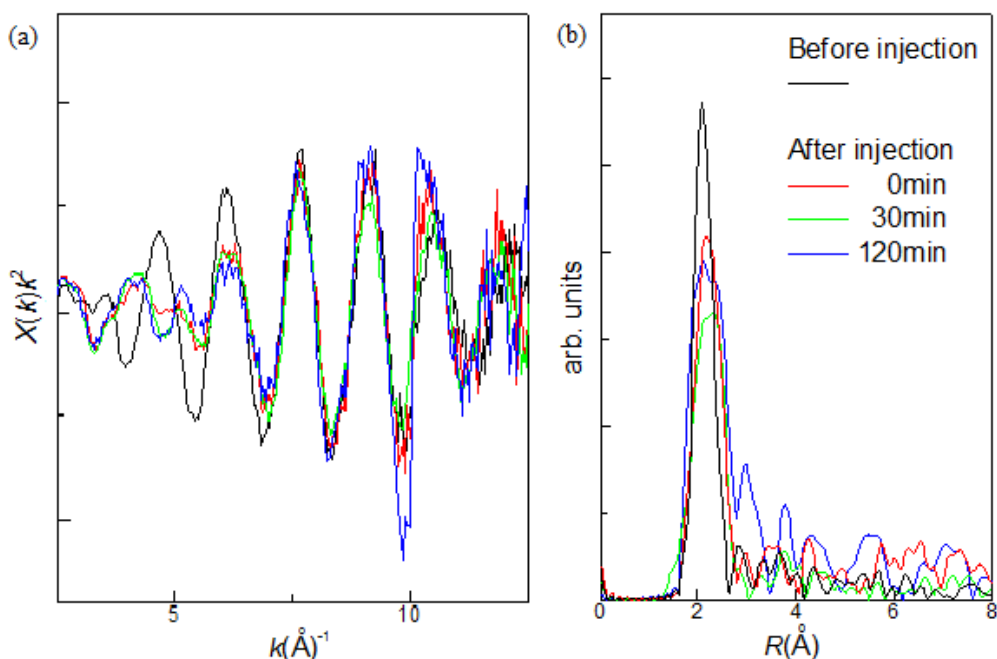 (a)
X(k)k²
5
10
k(Å)⁻¹
(b)
Before injection
After injection
0min
30min
120min
arb. units
0
2
4
6
8
R(Å)